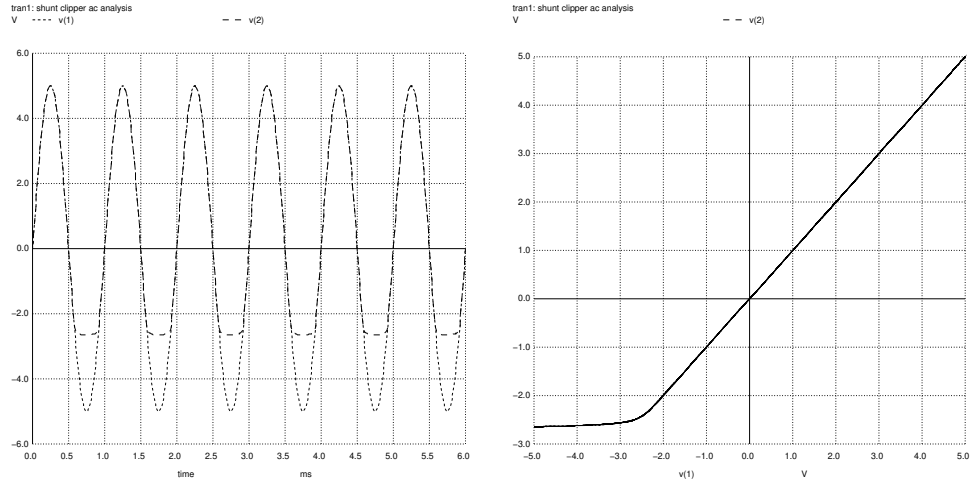 tran1: shunt clipper ac analysis
V v(1) v(2)
6.0
4.0
2.0
0.0
−2.0
−4.0
−6.0
0.0 0.5 1.0 1.5 2.0 2.5 3.0 3.5 4.0 4.5 5.0 5.5 6.0
time ms
tran1: shunt clipper ac analysis
V v(2)
5.0
4.0
3.0
2.0
1.0
0.0
−1.0
−2.0
−3.0
−5.0 −4.0 −3.0 −2.0 −1.0 0.0 1.0 2.0 3.0 4.0 5.0
v(1) V